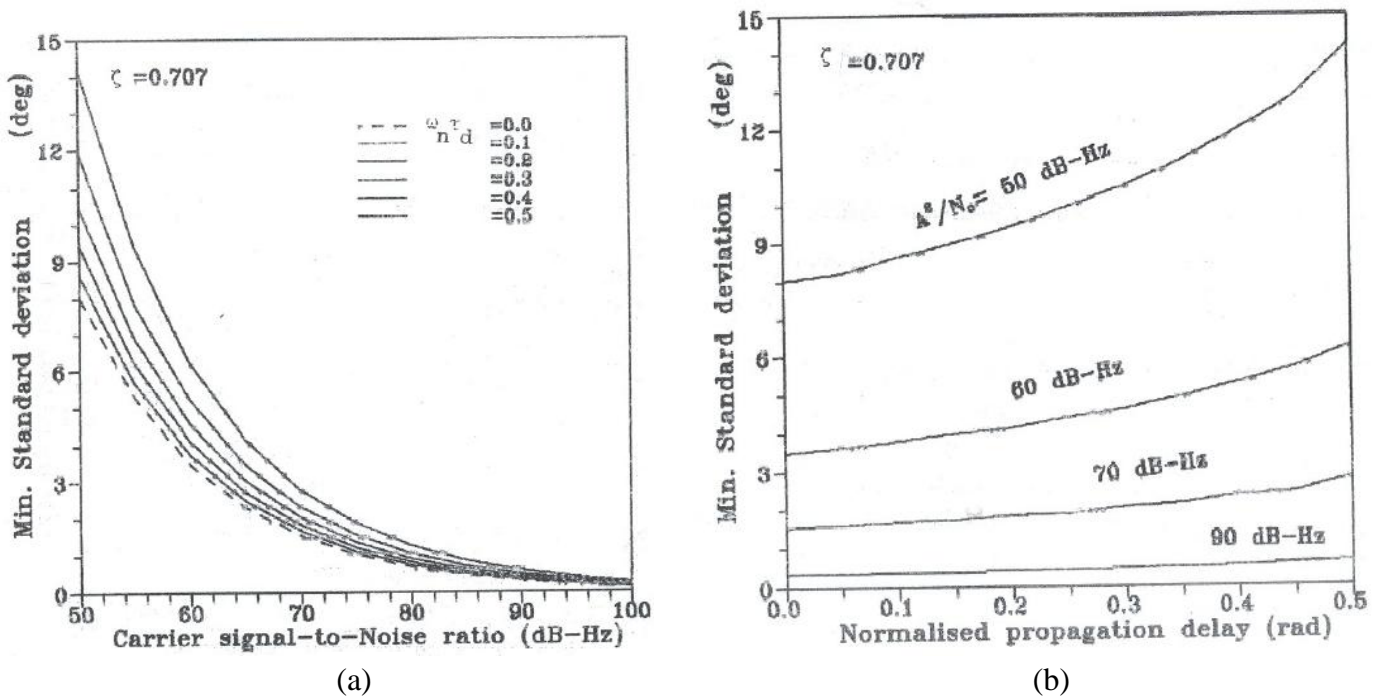 15
12
9
6
3
0
Min. Standard deviation (deg)
ζ =0.707
ω n τ d =0.0
=0.1
=0.2
=0.3
=0.4
=0.5
50 60 70 80 90 100
Carrier signal-to-Noise ratio (dB-Hz)
(a)
15
12
9
6
3
0
Min. Standard deviation (deg)
ζ =0.707
A²/N₀= 50 dB-Hz
60 dB-Hz
70 dB-Hz
90 dB-Hz
0.0 0.1 0.2 0.3 0.4 0.5
Normalised propagation delay (rad)
(b)